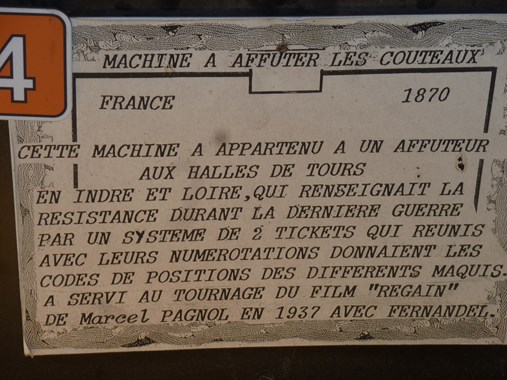 4
MACHINE A AFFUTER LES COUTEAUX
FRANCE 1870
CETTE MACHINE A APPARTENU A UN AFFUTEUR
AUX HALLES DE TOURS
EN INDRE ET LOIRE,QUI RENSEIGNAIT LA
RESISTANCE DURANT LA DERNIERE GUERRE
PAR UN SYSTEME DE 2 TICKETS QUI REUNIS
AVEC LEURS NUMEROTATIONS DONNAIENT LES
CODES DE POSITIONS DES DIFFERENTS MAQUIS.
A SERVI AU TOURNAGE DU FILM "REGAIN"
DE Marcel PAGNOL EN 1937 AVEC FERNANDEL.